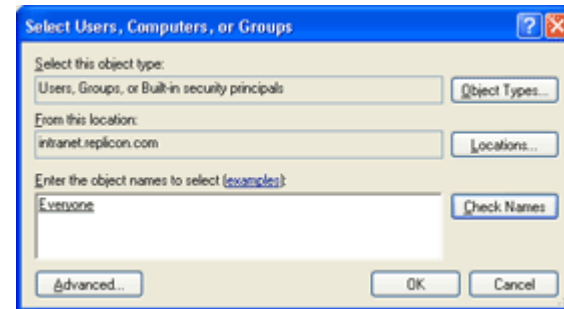 Select Users, Computers, or Groups
Select this object type:
Users, Groups, or Built-in security principals
Object Types...
From this location:
intranet.replicon.com
Locations...
Enter the object names to select (examples):
Everyone
Check Names
Advanced...
OK
Cancel